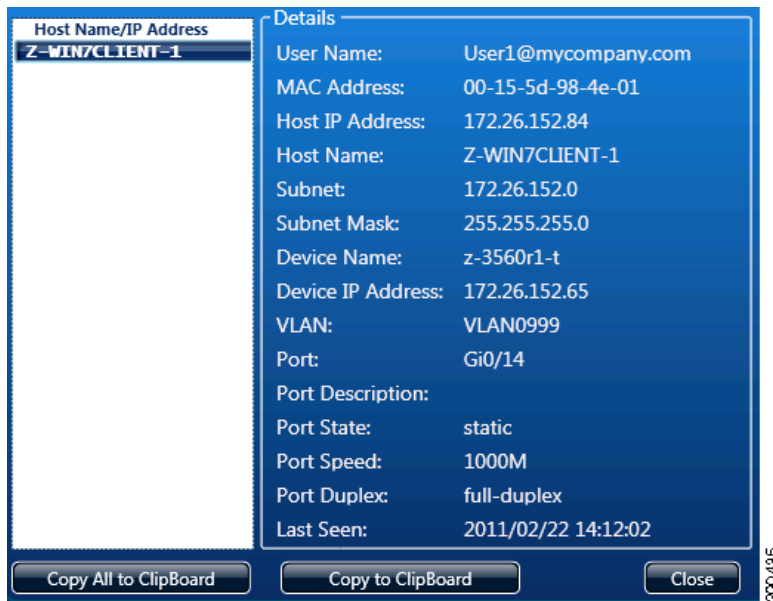 Host Name/IP Address
Z-WIN7CLIENT-1
Details
User Name: User1@mycompany.com
MAC Address: 00-15-5d-98-4e-01
Host IP Address: 172.26.152.84
Host Name: Z-WIN7CLIENT-1
Subnet: 172.26.152.0
Subnet Mask: 255.255.255.0
Device Name: z-3560r1-t
Device IP Address: 172.26.152.65
VLAN: VLAN0999
Port: Gi0/14
Port Description:
Port State: static
Port Speed: 1000M
Port Duplex: full-duplex
Last Seen: 2011/02/22 14:12:02
Copy All to ClipBoard
Copy to ClipBoard
Close